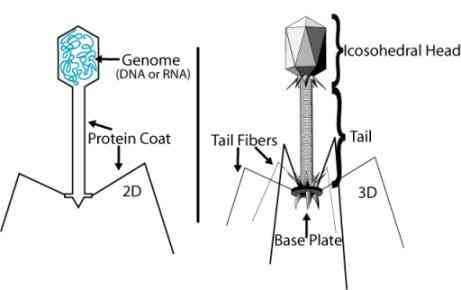 Genome
(DNA or RNA)
Protein Coat
2D
Icosohedral Head
Tail
Tail Fibers
3D
Base Plate